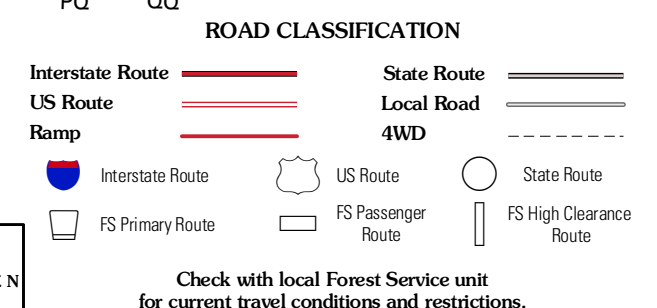 PQ QQ
ROAD CLASSIFICATION
Interstate Route State Route
US Route Local Road
Ramp 4WD
Interstate Route US Route State Route
FS Primary Route FS Passenger Route FS High Clearance Route
Check with local Forest Service unit
for current travel conditions and restrictions.